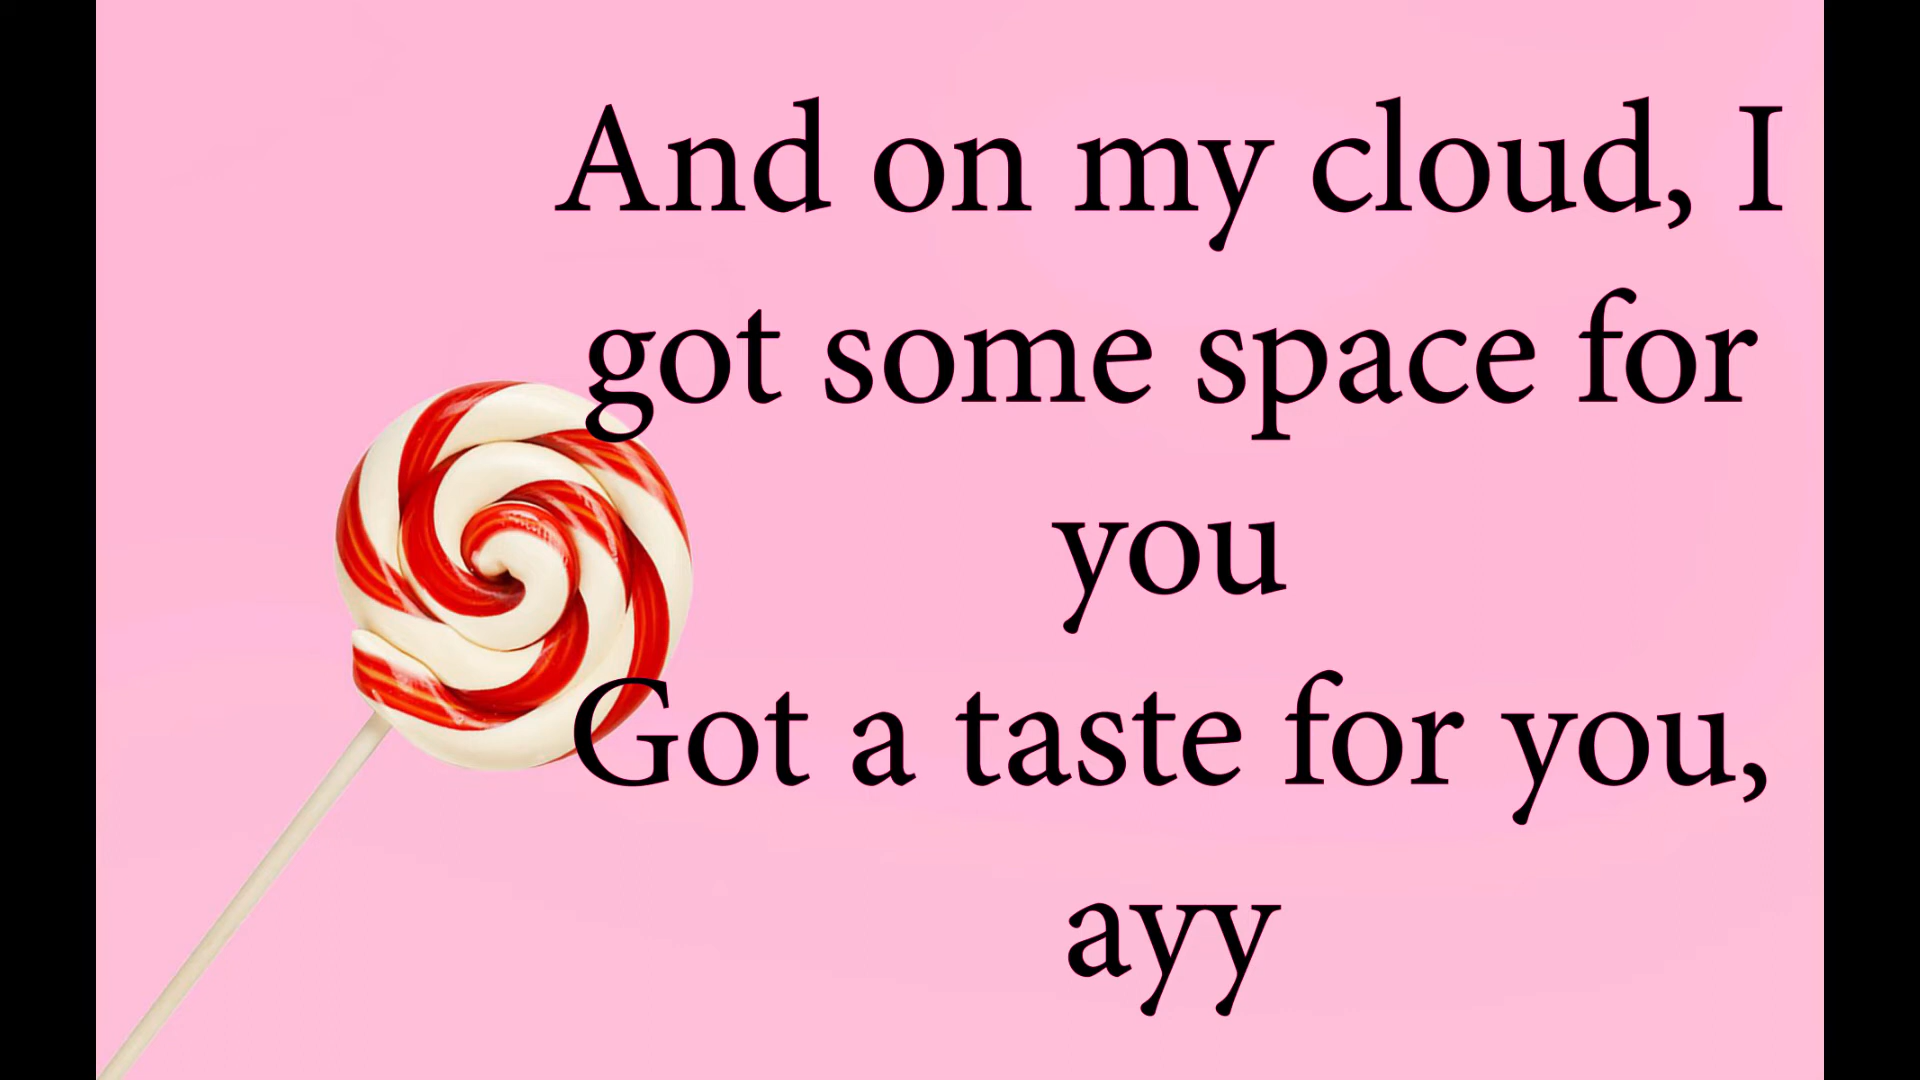 And on my cloud, I
got some space for
you
Got a taste for you,
ayy